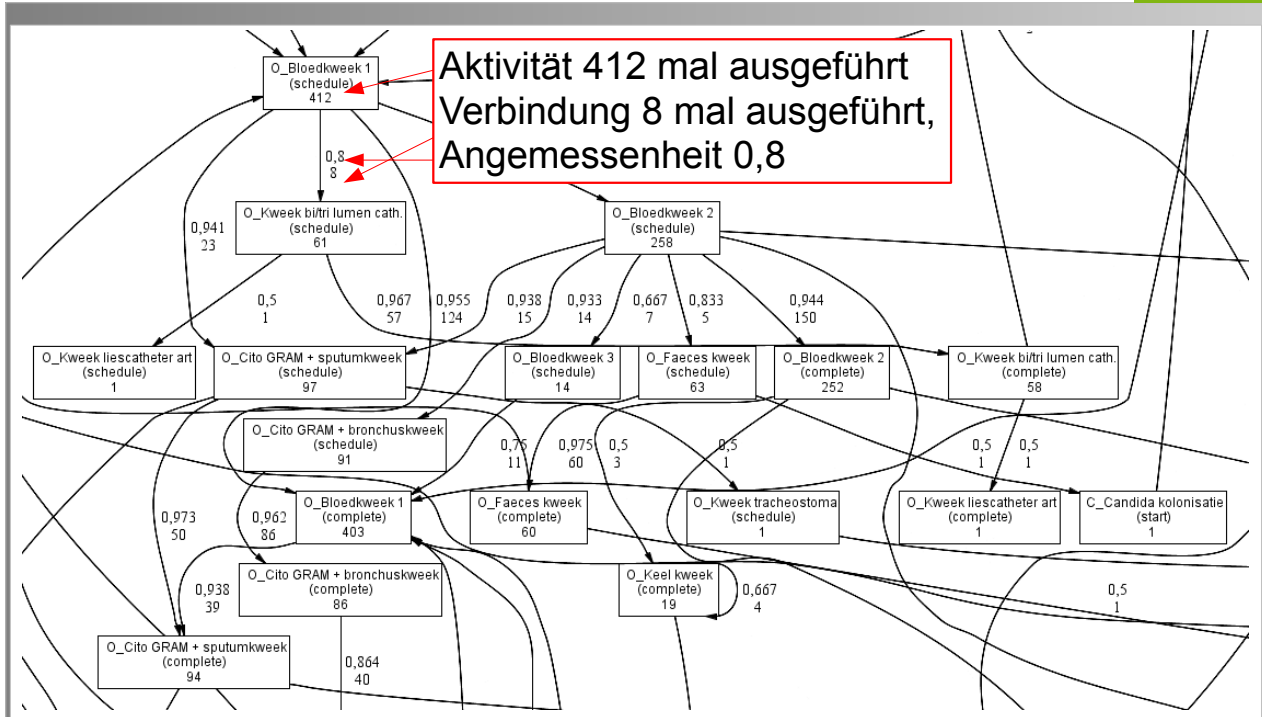 O_Bloedkweek 1
(schedule)
412
Aktivität 412 mal ausgeführt
Verbindung 8 mal ausgeführt,
Angemessenheit 0,8
0,8
8
O_Kweek bi/tri lumen cath.
(schedule)
61
O_Bloedkweek 2
(schedule)
258
0,941
23
0,5
1
0,967
57
0,955
124
0,938
15
0,933
14
0,667
7
0,833
5
0,944
150
O_Kweek liescatheter art
(schedule)
1
O_Cito GRAM + sputumkweek
(schedule)
97
O_Bloedkweek 3
(schedule)
14
O_Faeces kweek
(schedule)
63
O_Bloedkweek 2
(complete)
252
O_Kweek bi/tri lumen cath.
(complete)
58
O_Cito GRAM + bronchuskweek
(schedule)
91
0,75
11
0,975
60
0,5
3
0,5
1
0,5
1
0,5
1
0,973
50
0,962
86
O_Bloedkweek 1
(complete)
403
O_Faeces kweek
(complete)
60
O_Kweek tracheostoma
(schedule)
1
O_Kweek liescatheter art
(complete)
1
C_Candida kolonisatie
(start)
1
0,938
39
O_Cito GRAM + bronchuskweek
(complete)
86
O_Keel kweek
(complete)
19
0,667
4
0,5
1
O_Cito GRAM + sputumkweek
(complete)
94
0,864
40